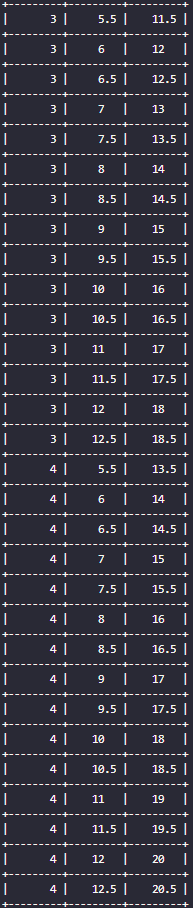 3 | 5.5 | 11.5 |
3 | 6 | 12 |
3 | 6.5 | 12.5 |
3 | 7 | 13 |
3 | 7.5 | 13.5 |
3 | 8 | 14 |
3 | 8.5 | 14.5 |
3 | 9 | 15 |
3 | 9.5 | 15.5 |
3 | 10 | 16 |
3 | 10.5 | 16.5 |
3 | 11 | 17 |
3 | 11.5 | 17.5 |
3 | 12 | 18 |
3 | 12.5 | 18.5 |
4 | 5.5 | 13.5 |
4 | 6 | 14 |
4 | 6.5 | 14.5 |
4 | 7 | 15 |
4 | 7.5 | 15.5 |
4 | 8 | 16 |
4 | 8.5 | 16.5 |
4 | 9 | 17 |
4 | 9.5 | 17.5 |
4 | 10 | 18 |
4 | 10.5 | 18.5 |
4 | 11 | 19 |
4 | 11.5 | 19.5 |
4 | 12 | 20 |
4 | 12.5 | 20.5 |